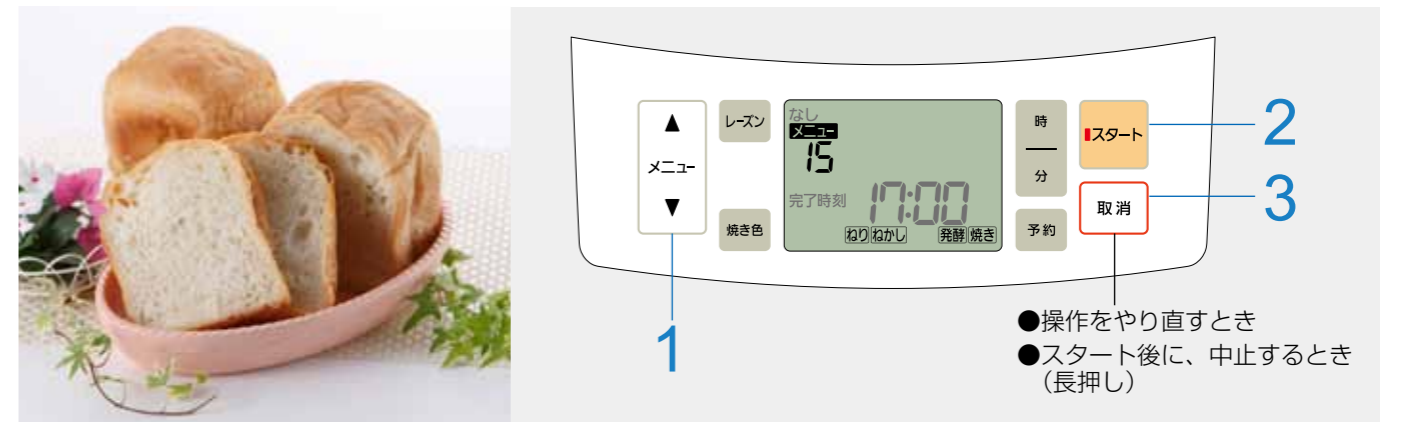 ▲
メニュー
▼
レーズン
焼き色
なし
メニュー
15
完了時刻 17:00
ねり ねかし 発酵 焼き
時
分
予約
スタート
取消
1
2
3
●操作をやり直すとき
●スタート後に、中止するとき
（長押し）